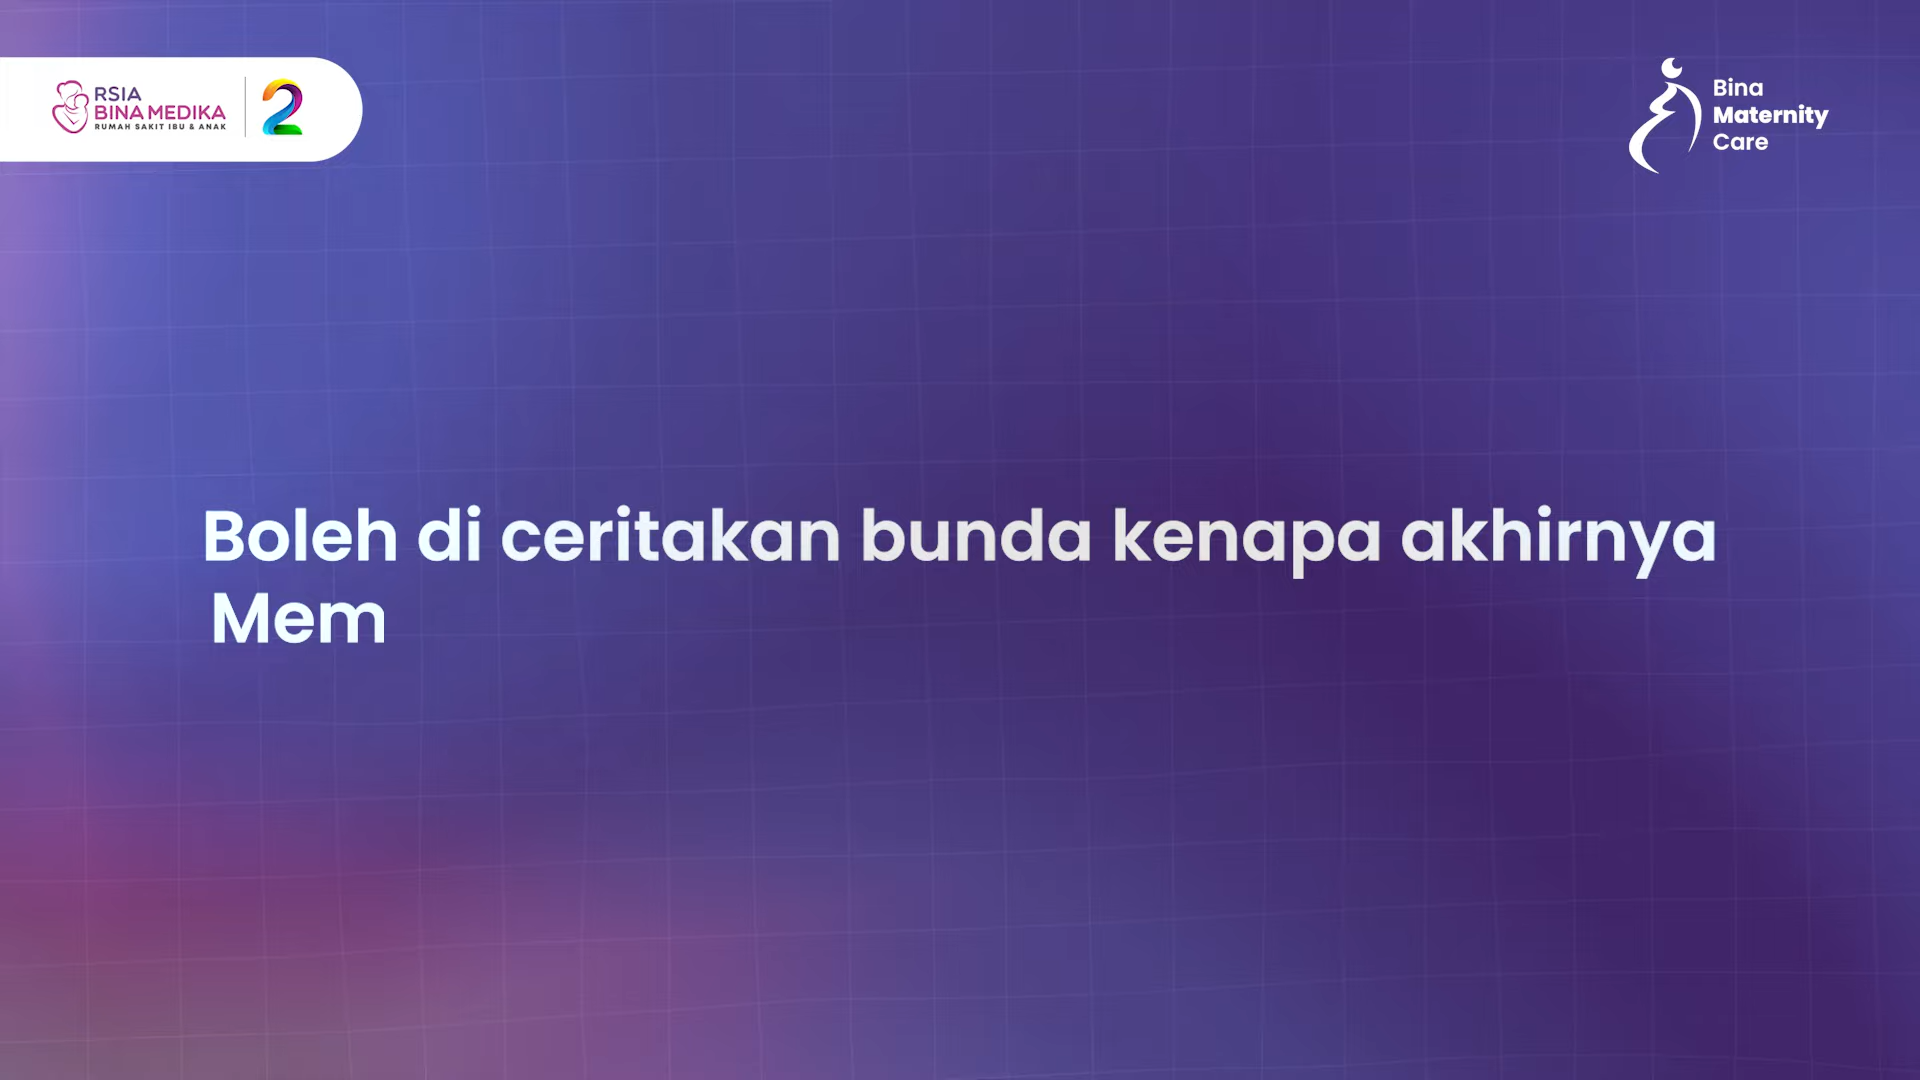 RSIA
BINA MEDIKA
RUMAH SAKIT IBU & ANAK
2
Bina
Maternity
Care
Boleh di ceritakan bunda kenapa akhirnya
Mem